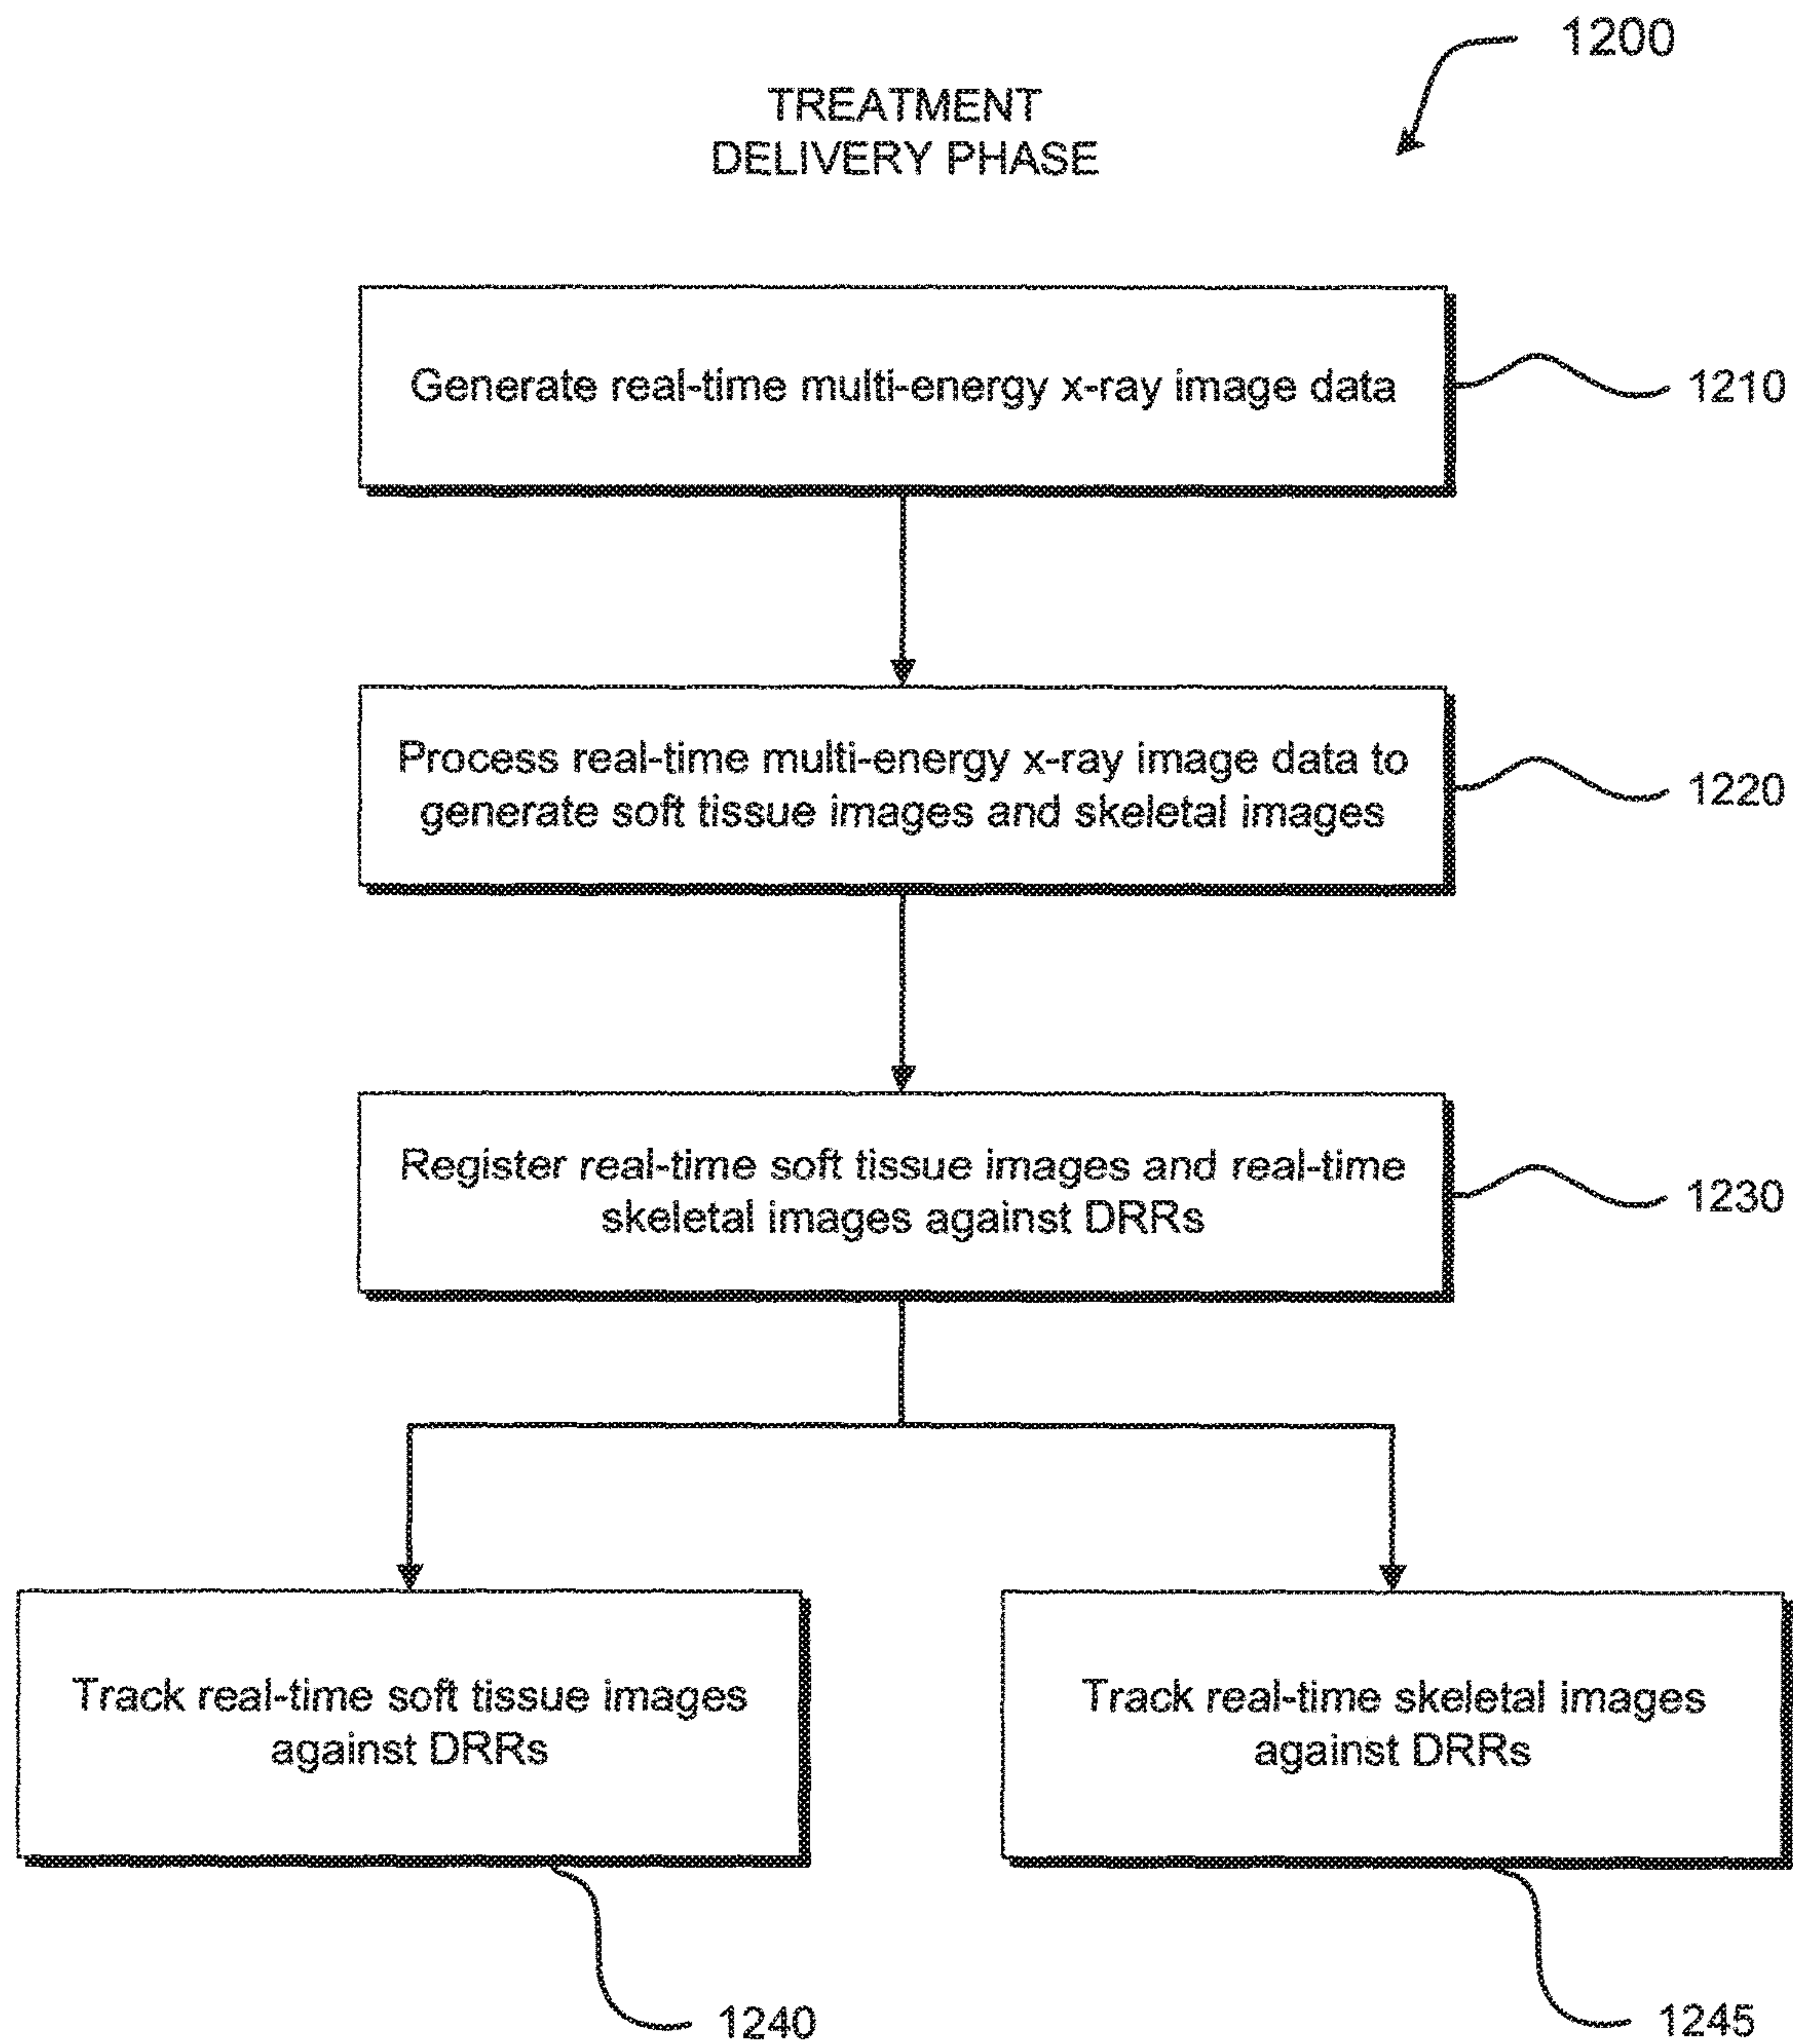 1200
TREATMENT
DELIVERY PHASE
Generate real-time multi-energy x-ray image data
1210
Process real-time multi-energy x-ray image data to
generate soft tissue images and skeletal images
1220
Register real-time soft tissue images and real-time
skeletal images against DRRs
1230
Track real-time soft tissue images
against DRRs
Track real-time skeletal images
against DRRs
1240
1245